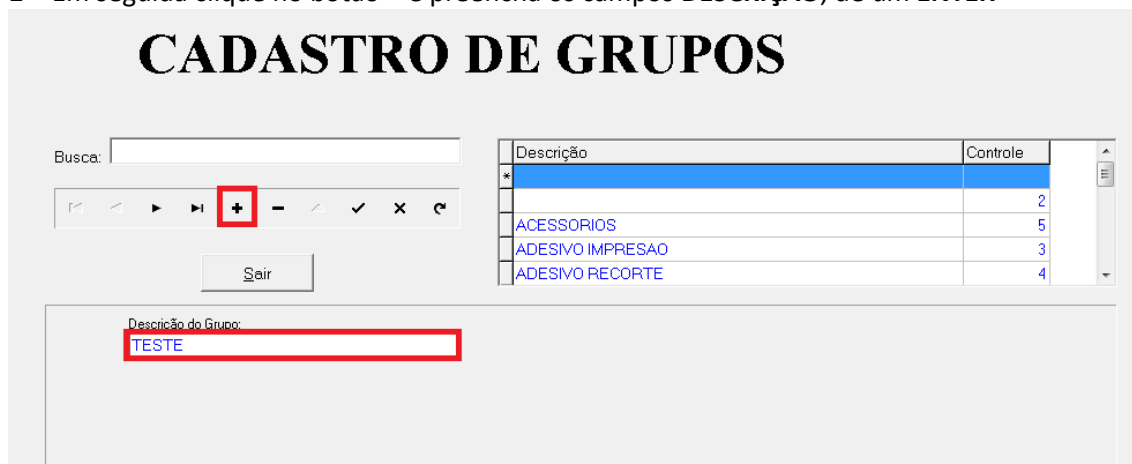 CADASTRO DE GRUPOS
Busca:
Descrição Controle
*
2
ACESSORIOS 5
ADESIVO IMPRESAO 3
ADESIVO RECORTE 4
Sair
Descrição do Grupo:
TESTE